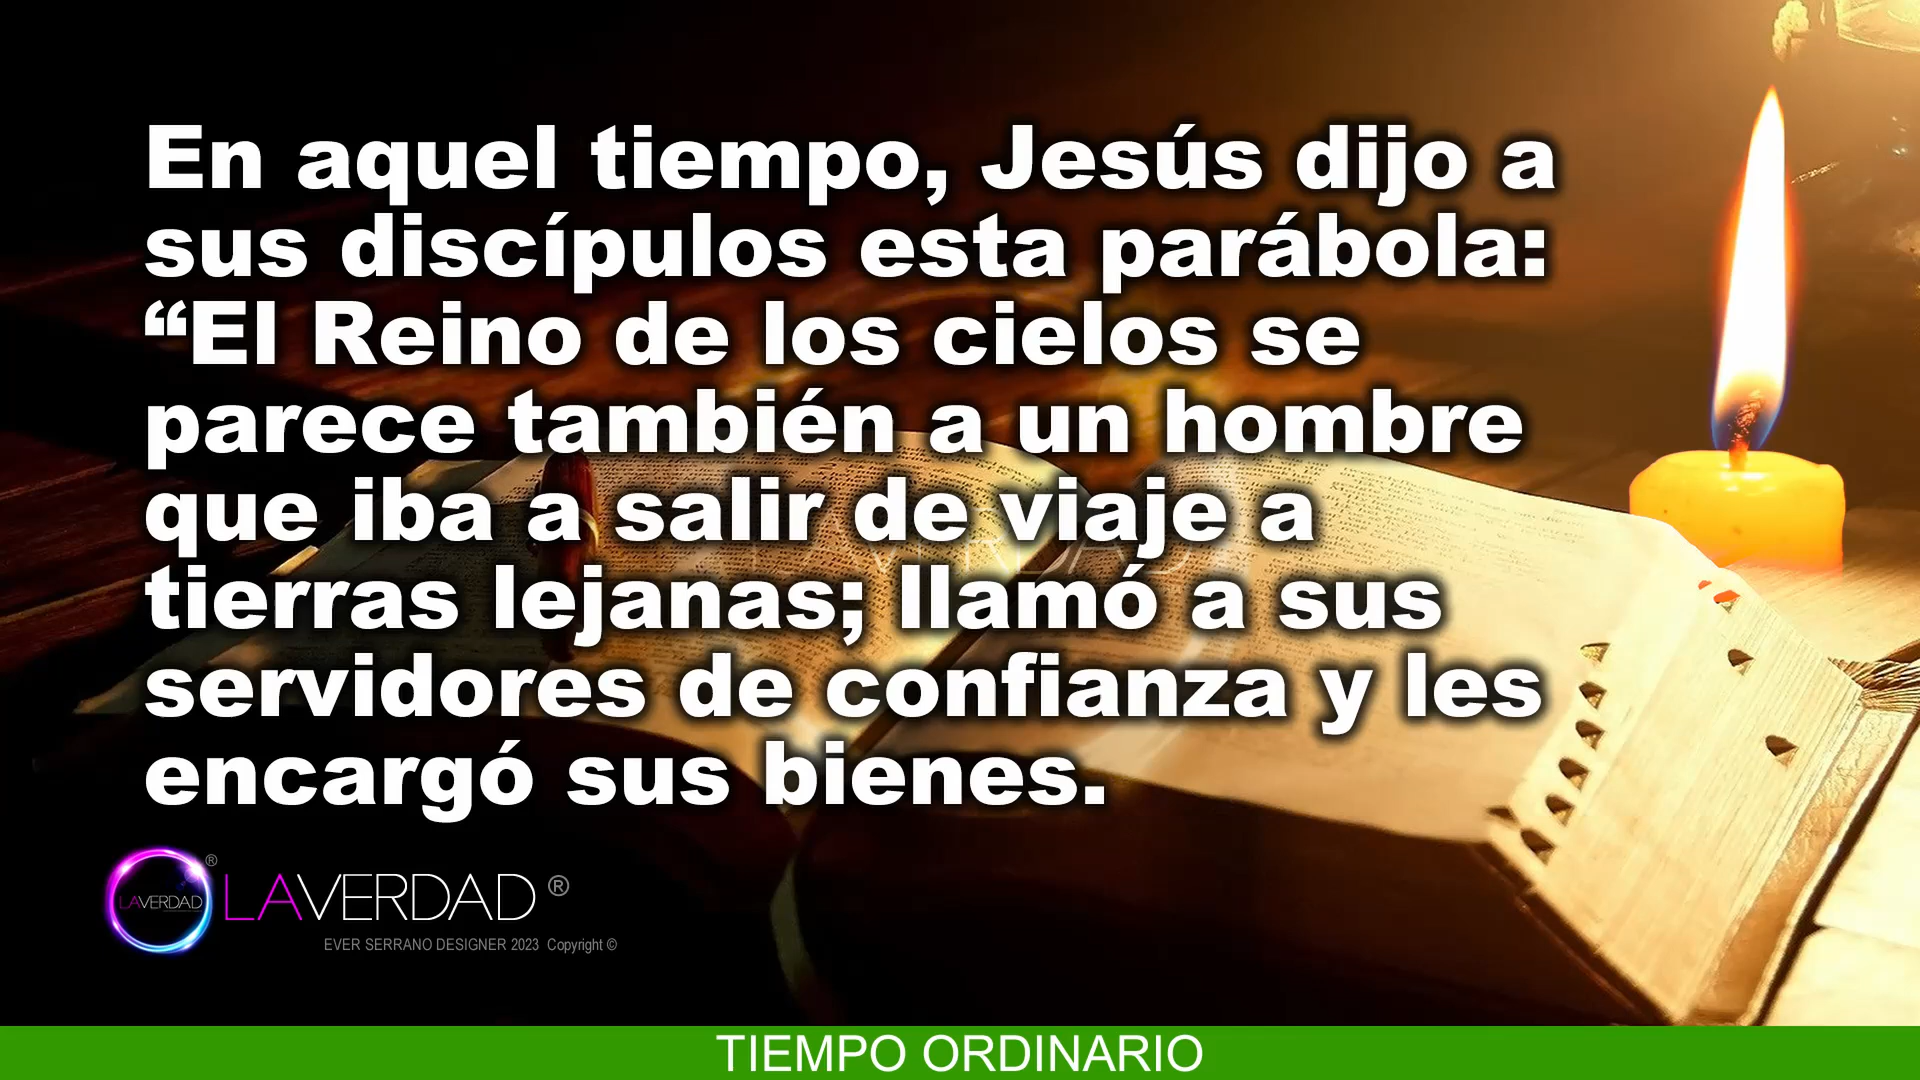 En aquel tiempo, Jesús dijo a
sus discípulos esta parábola:
“El Reino de los cielos se
parece también a un hombre
que iba a salir de viaje a
tierras lejanas; llamó a sus
servidores de confianza y les
encargó sus bienes.
LAVERDAD ®
LAVERDAD ®
EVER SERRANO DESIGNER 2023 Copyright ©
TIEMPO ORDINARIO